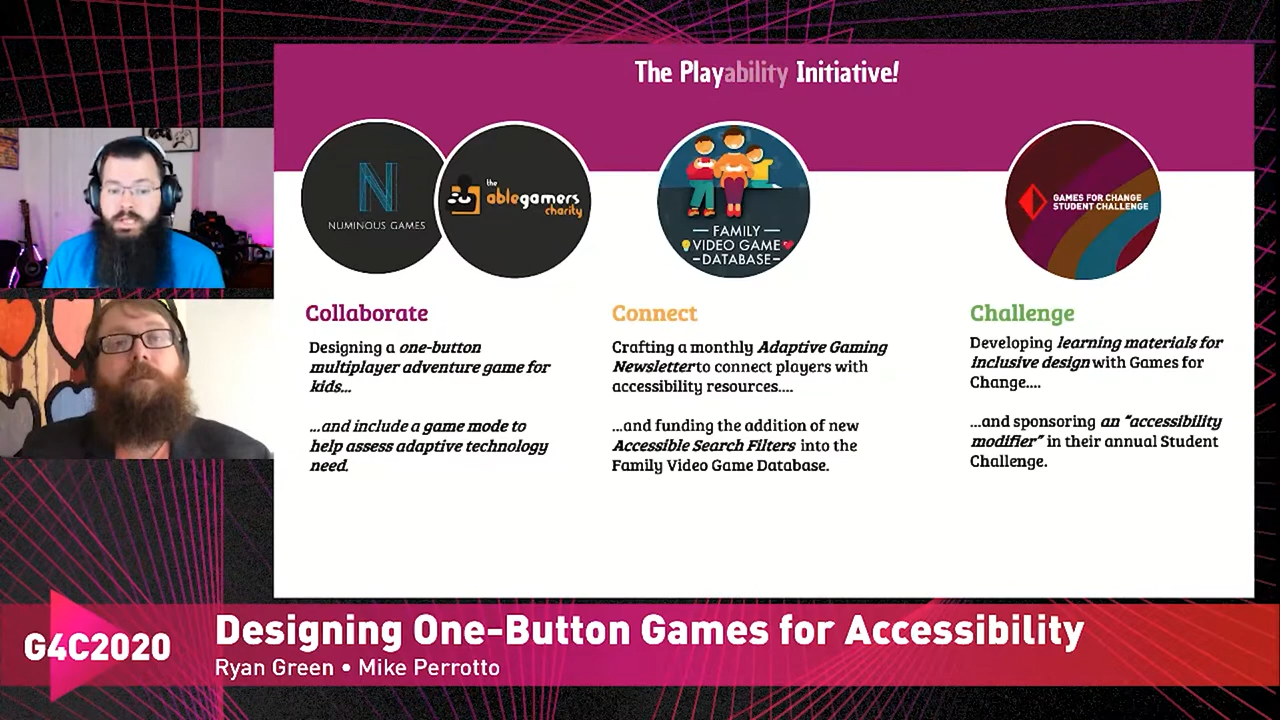 The Playability Initiative!
N
NUMINOUS GAMES
the
ablegamers
charity
FAMILY
VIDEO GAME
DATABASE
GAMES FOR CHANGE
STUDENT CHALLENGE
Collaborate
Designing a one-button
multiplayer adventure game for
kids...
...and include a game mode to
help assess adaptive technology
need.
Connect
Crafting a monthly Adaptive Gaming
Newsletter to connect players with
accessibility resources....
...and funding the addition of new
Accessible Search Filters into the
Family Video Game Database.
Challenge
Developing learning materials for
inclusive design with Games for
Change....
...and sponsoring an “accessibility
modifier” in their annual Student
Challenge.
G4C2020
Designing One-Button Games for Accessibility
Ryan Green • Mike Perrotto